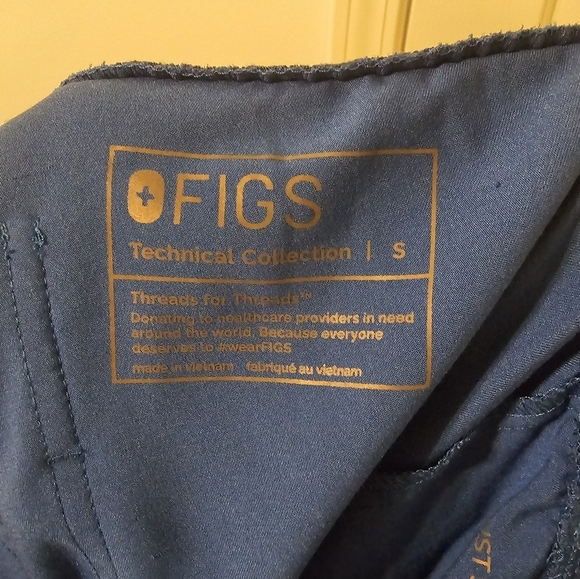 FIGS
Technical Collection | S
Threads for Threads™
Donating to healthcare providers in need
around the world. Because everyone
deserves to #wearFIGS
made in vietnam fabriqué au vietnam